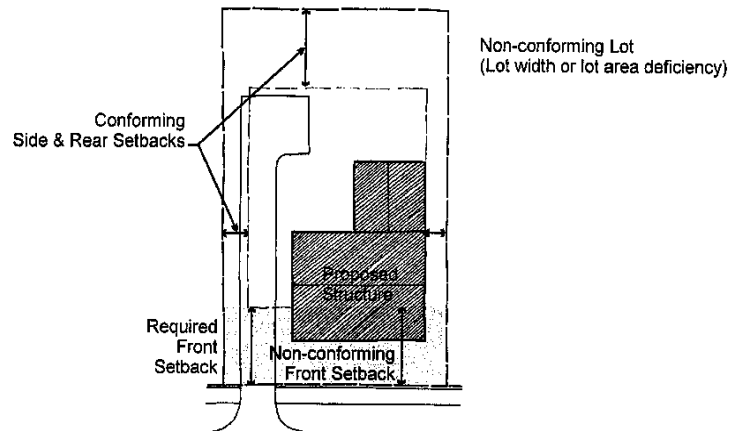 Non-conforming Lot
(Lot width or lot area deficiency)
Conforming
Side & Rear Setbacks
Proposed
Structure
Required
Front
Setback
Non-conforming
Front Setback